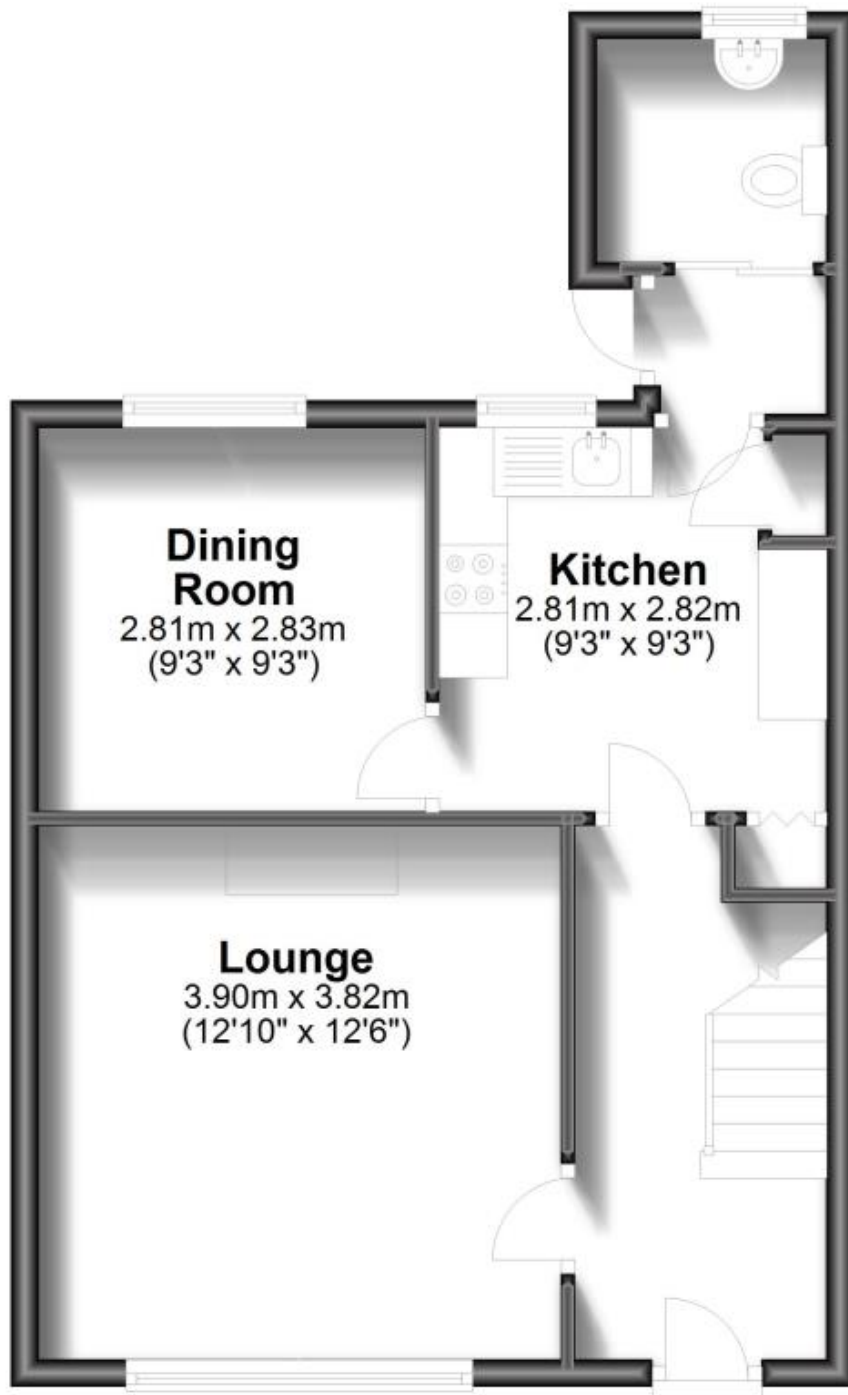 Dining
Room
2.81m x 2.83m
(9'3" x 9'3")
Kitchen
2.81m x 2.82m
(9'3" x 9'3")
Lounge
3.90m x 3.82m
(12'10" x 12'6")